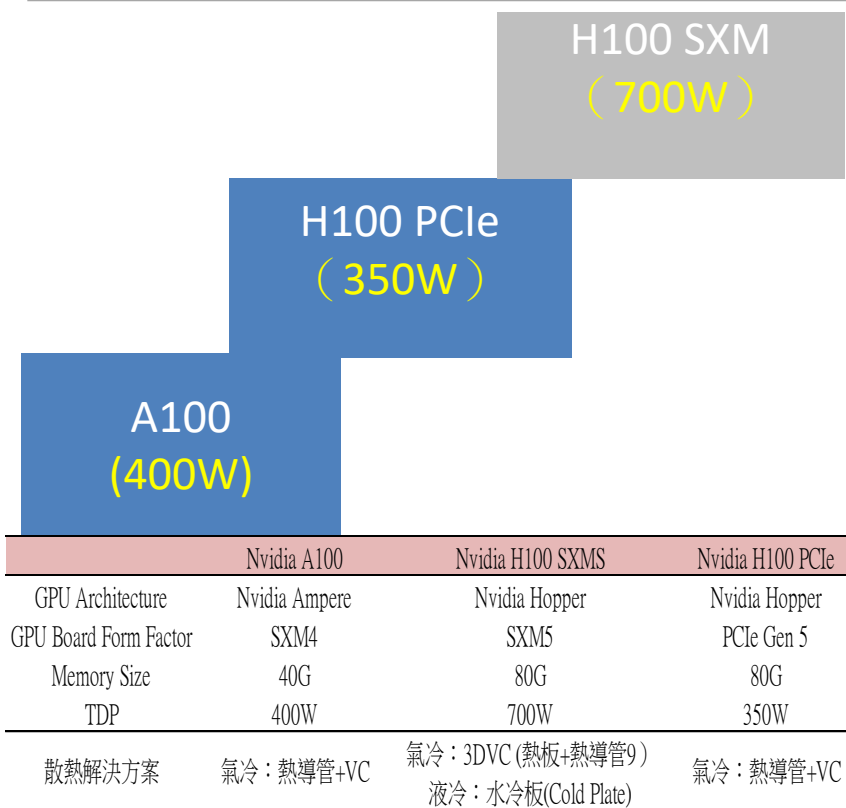 H100 SXM
（700W）
H100 PCIe
（350W）
A100
(400W)
Nvidia A100 Nvidia H100 SXMS Nvidia H100 PCIe
GPU Architecture Nvidia Ampere Nvidia Hopper Nvidia Hopper
GPU Board Form Factor SXM4 SXM5 PCIe Gen 5
Memory Size 40G 80G 80G
TDP 400W 700W 350W
散熱解決方案 氣冷：熱導管+VC 氣冷：3DVC (熱板+熱導管9） 氣冷：熱導管+VC
液冷：水冷板(Cold Plate)